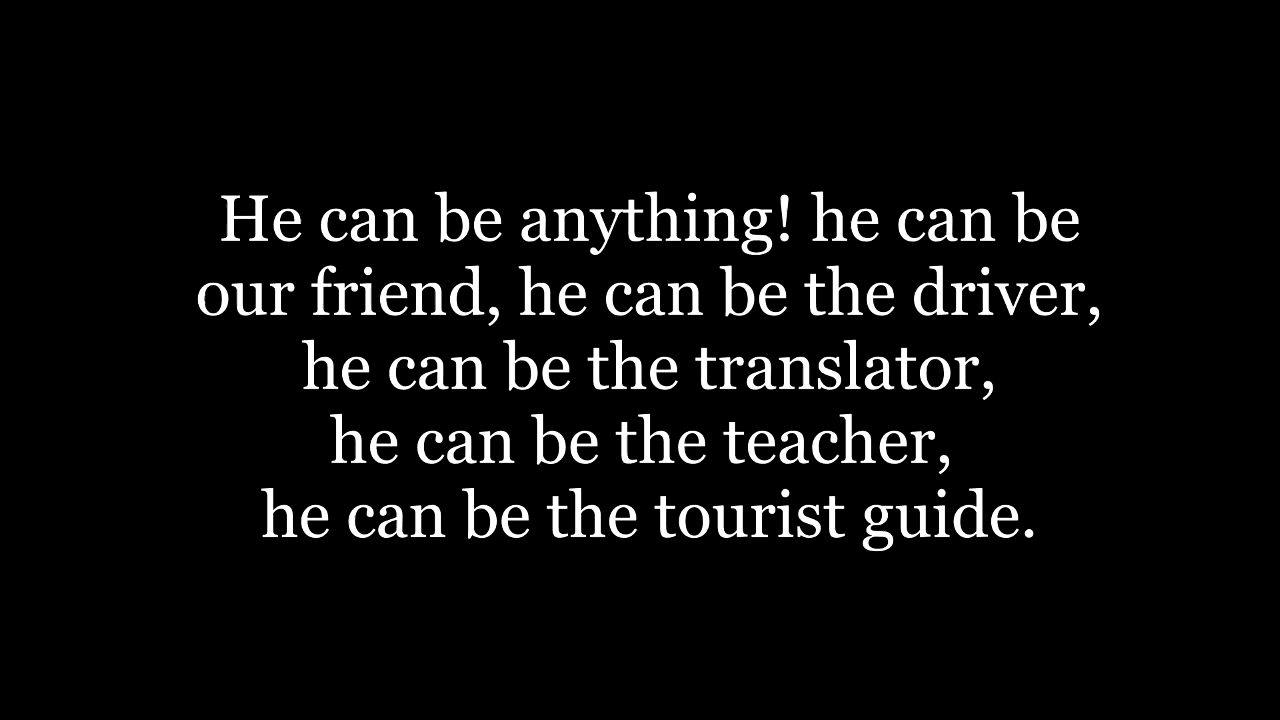 He can be anything! he can be
our friend, he can be the driver,
he can be the translator,
he can be the teacher,
he can be the tourist guide.